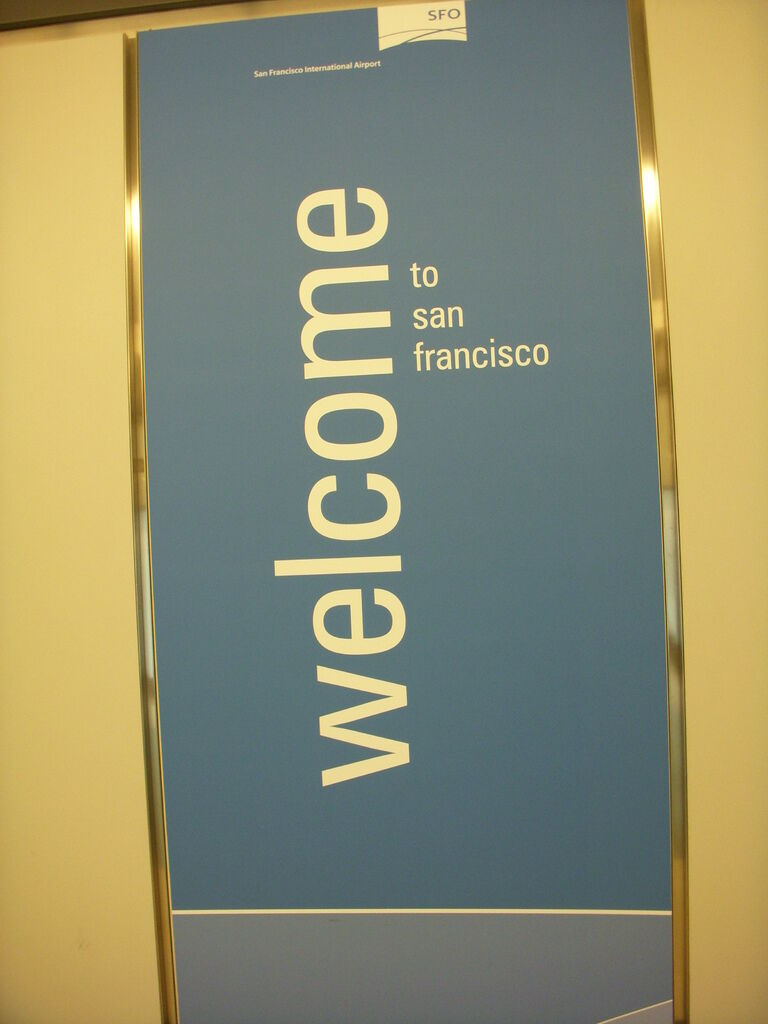 SFO
San Francisco International Airport
welcome
to
san
francisco